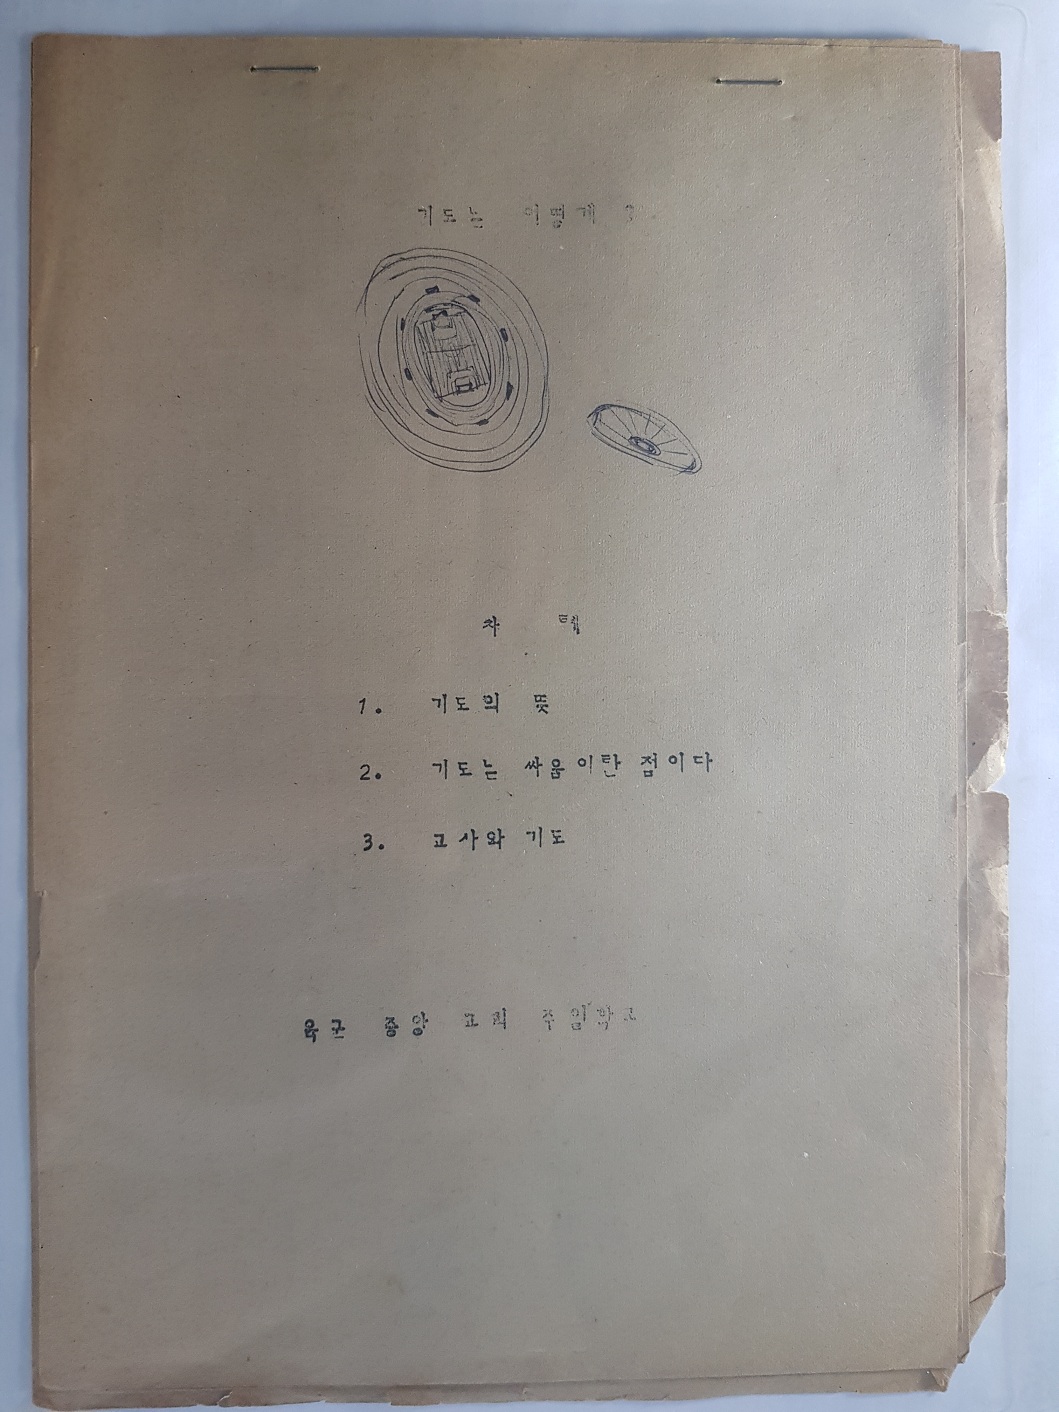 기도는 어떻게 ?
차 례
1. 기도의 뜻
2. 기도는 싸움이란 점이다
3. 교사와 기도
육군 중앙 교회 주일학교